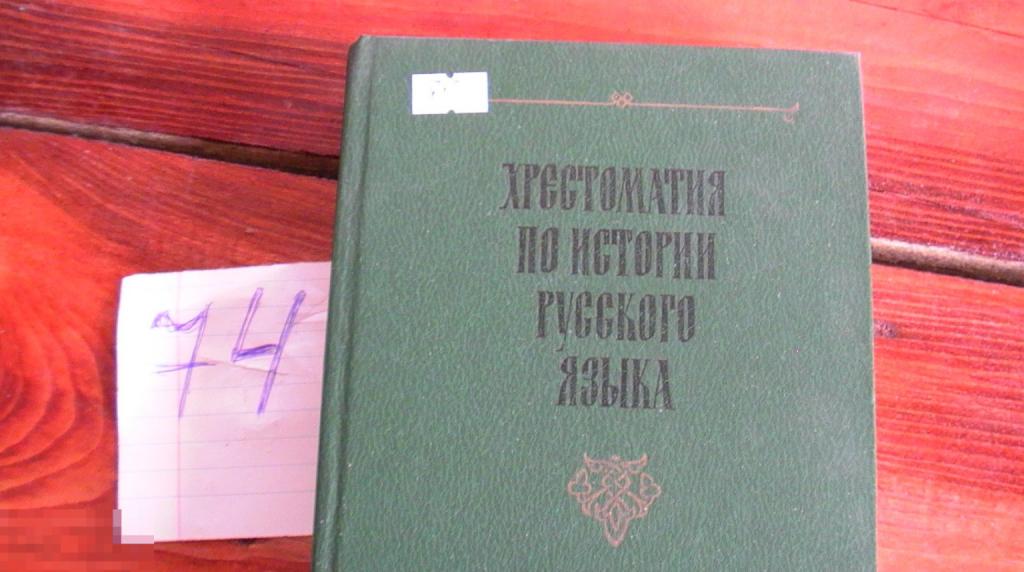 ХРЕСТОМАТИЯ
ПО ИСТОРИИ
РУССКОГО
ЯЗЫКА
74